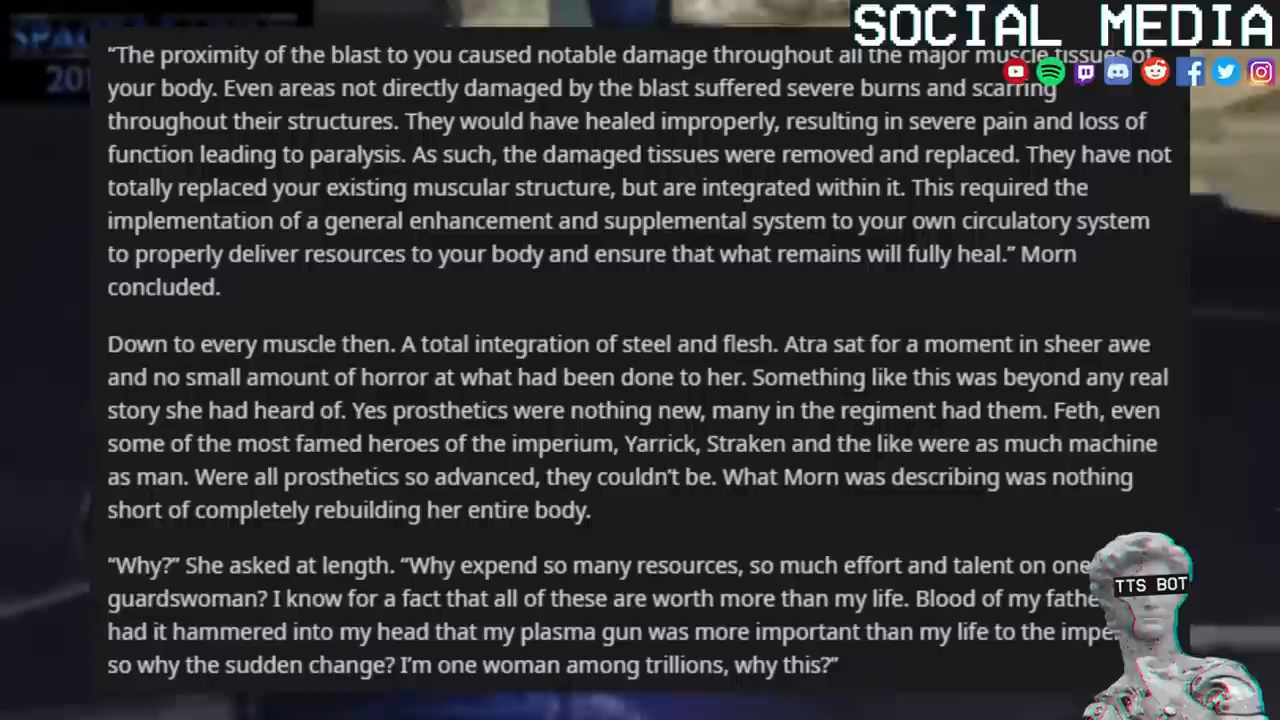 SOCIAL MEDIA
SPA
201
“The proximity of the blast to you caused notable damage throughout all the major muscle tissues of
your body. Even areas not directly damaged by the blast suffered severe burns and scarring
throughout their structures. They would have healed improperly, resulting in severe pain and loss of
function leading to paralysis. As such, the damaged tissues were removed and replaced. They have not
totally replaced your existing muscular structure, but are integrated within it. This required the
implementation of a general enhancement and supplemental system to your own circulatory system
to properly deliver resources to your body and ensure that what remains will fully heal.” Morn
concluded.
Down to every muscle then. A total integration of steel and flesh. Atra sat for a moment in sheer awe
and no small amount of horror at what had been done to her. Something like this was beyond any real
story she had heard of. Yes prosthetics were nothing new, many in the regiment had them. Feth, even
some of the most famed heroes of the imperium, Yarrick, Straken and the like were as much machine
as man. Were all prosthetics so advanced, they couldn’t be. What Morn was describing was nothing
short of completely rebuilding her entire body.
“Why?” She asked at length. “Why expend so many resources, so much effort and talent on one
guardswoman? I know for a fact that all of these are worth more than my life. Blood of my fathe
had it hammered into my head that my plasma gun was more important than my life to the impe
so why the sudden change? I’m one woman among trillions, why this?”
TTS BOT